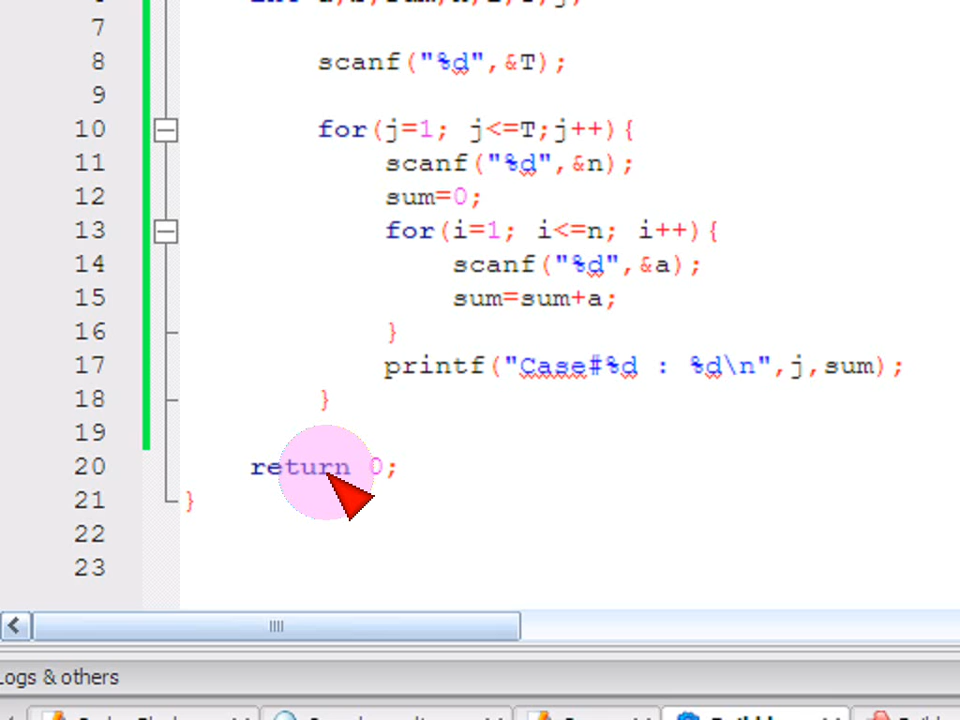 7
8 scanf("%d",&T);
9
10 for(j=1; j<=T;j++){
11 scanf("%d",&n);
12 sum=0;
13 for(i=1; i<=n; i++){
14 scanf("%d",&a);
15 sum=sum+a;
16 }
17 printf("Case#%d : %d\n",j,sum);
18 }
19
20 return 0;
21 }
22
23
Logs & others